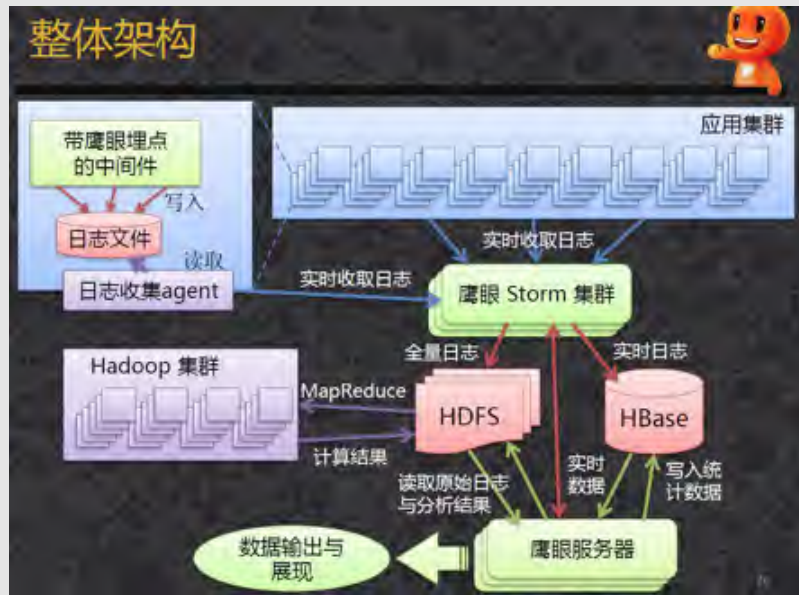 整体架构
应用集群
带鹰眼埋点
的中间件
写入
日志文件
读取
日志收集agent
实时收取日志
实时收取日志
鹰眼 Storm 集群
全量日志
实时日志
Hadoop 集群
MapReduce
计算结果
HDFS
HBase
读取原始日志
与分析结果
实时
数据
写入统
计数据
鹰眼服务器
数据输出与
展现